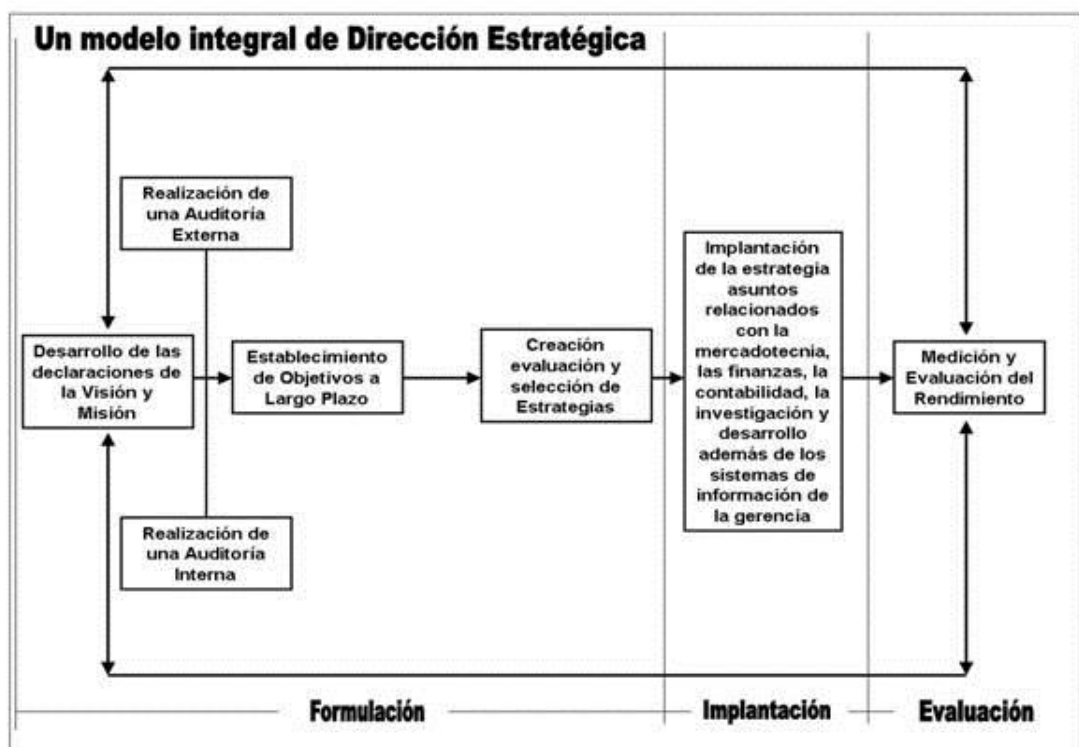 Un modelo integral de Dirección Estratégica
Realización de
una Auditoría
Externa
Desarrollo de las
declaraciones de
la Visión y
Misión
Establecimiento
de Objetivos a
Largo Plazo
Creación
evaluación y
selección de
Estrategias
Implantación
de la estrategia
asuntos
relacionados
con la
mercadotecnia,
las finanzas, la
contabilidad, la
investigación y
desarrollo
además de los
sistemas de
información de
la gerencia
Medición y
Evaluación del
Rendimiento
Realización de
una Auditoría
Interna
Formulación
Implantación
Evaluación